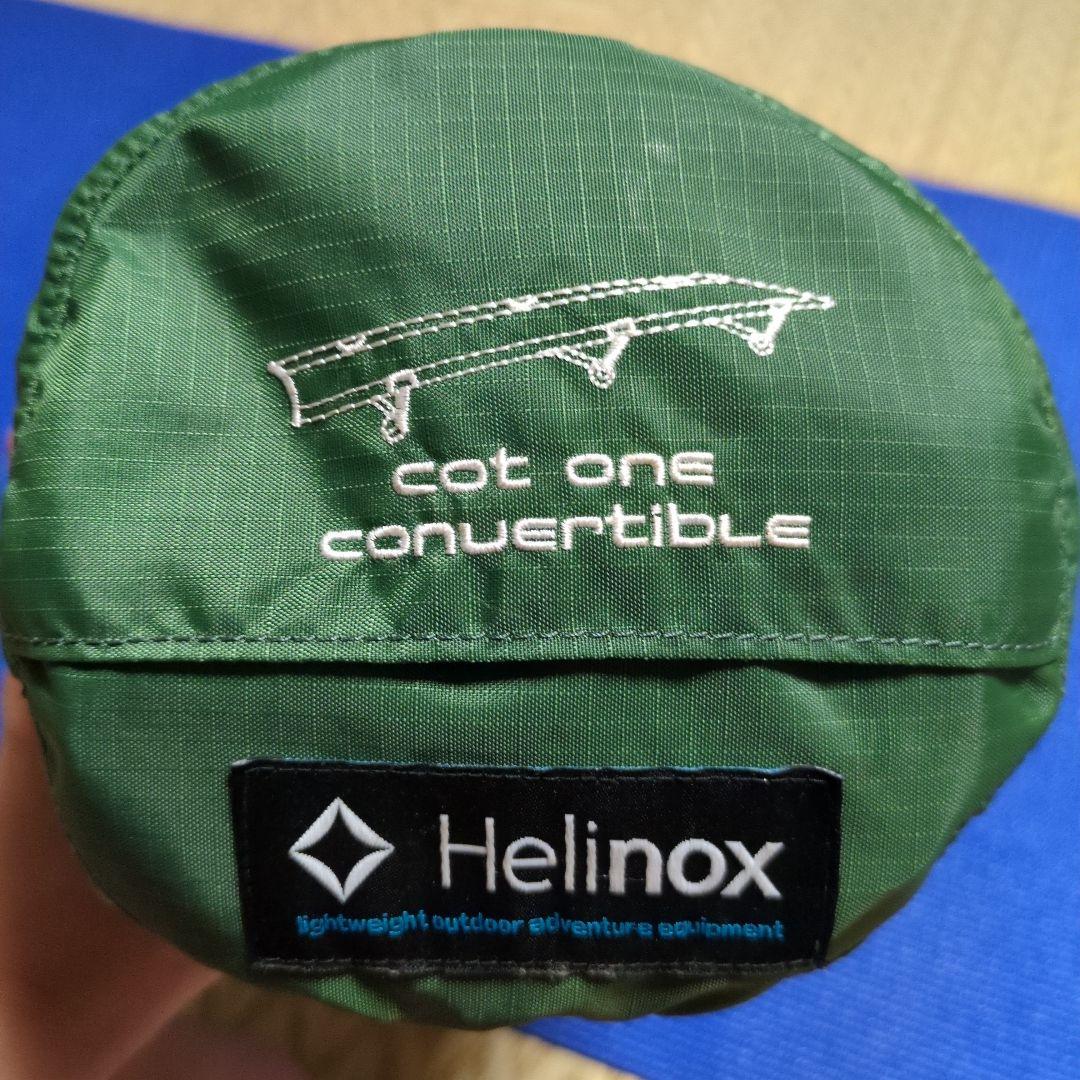 cot one
convertible
Helinox
lightweight outdoor adventure equipment